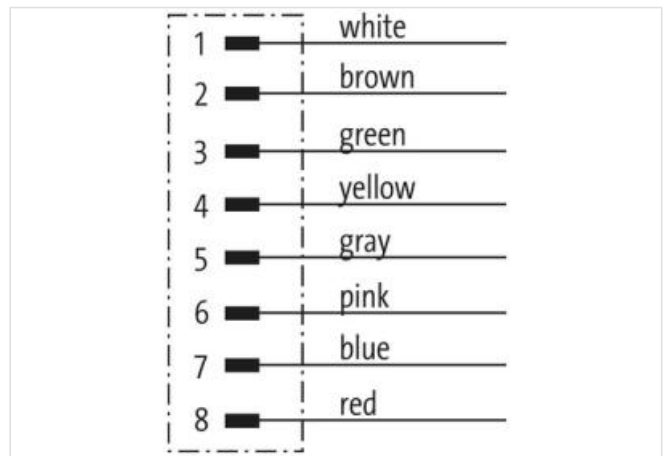 1 white
2 brown
3 green
4 yellow
5 gray
6 pink
7 blue
8 red